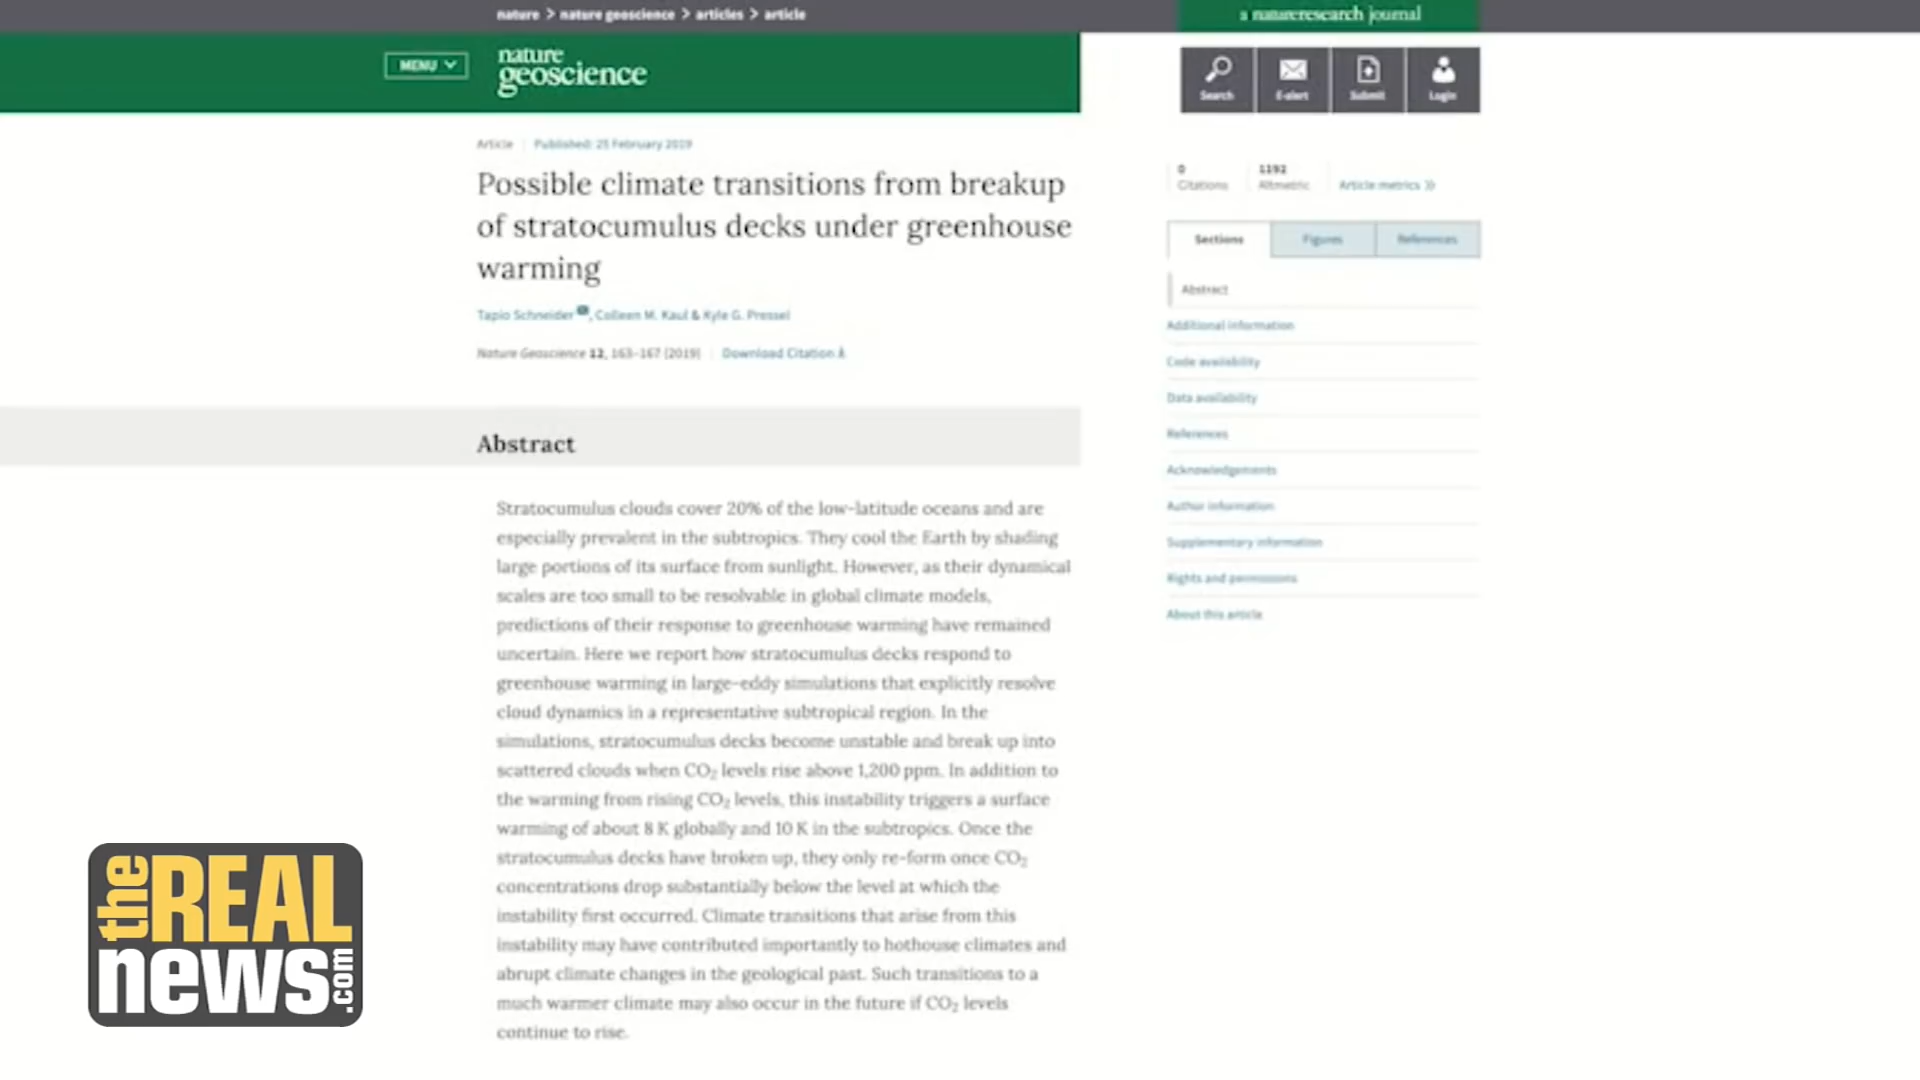 nature > nature geoscience > articles > article
a natureresearch journal
MENU
nature
geoscience
Search
E-alert
Submit
Login
Article
Published: 25 February 2019
Possible climate transitions from breakup
of stratocumulus decks under greenhouse
warming
Tapio Schneider, Colleen M. Kaul & Kyle G. Pressel
Nature Geoscience 12, 163–167 (2019)
Download Citation
0
Citations
1192
Altmetric
Article metrics
Sections
Figures
References
Abstract
Additional information
Code availability
Data availability
References
Acknowledgements
Author information
Supplementary information
Rights and permissions
About this article
Abstract
Stratocumulus clouds cover 20% of the low-latitude oceans and are
especially prevalent in the subtropics. They cool the Earth by shading
large portions of its surface from sunlight. However, as their dynamical
scales are too small to be resolvable in global climate models,
predictions of their response to greenhouse warming have remained
uncertain. Here we report how stratocumulus decks respond to
greenhouse warming in large-eddy simulations that explicitly resolve
cloud dynamics in a representative subtropical region. In the
simulations, stratocumulus decks become unstable and break up into
scattered clouds when CO₂ levels rise above 1,200 ppm. In addition to
the warming from rising CO₂ levels, this instability triggers a surface
warming of about 8 K globally and 10 K in the subtropics. Once the
stratocumulus decks have broken up, they only re-form once CO₂
concentrations drop substantially below the level at which the
instability first occurred. Climate transitions that arise from this
instability may have contributed importantly to hothouse climates and
abrupt climate changes in the geological past. Such transitions to a
much warmer climate may also occur in the future if CO₂ levels
continue to rise.
the REAL
news.com